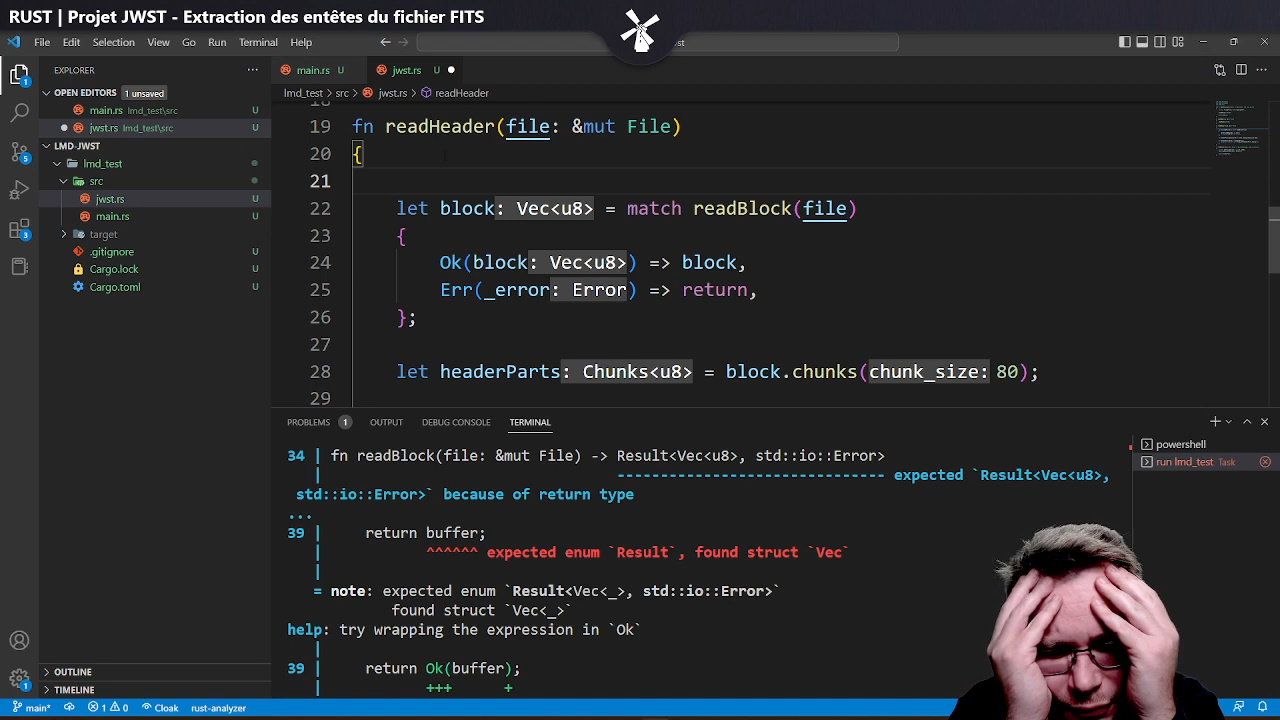 RUST | Projet JWST - Extraction des entêtes du fichier FITS
File Edit Selection View Go Run Terminal Help
st
EXPLORER
main.rs U
jwst.rs U
OPEN EDITORS 1 unsaved
lmd_test > src > jwst.rs > readHeader
main.rs lmd_test\src U
jwst.rs lmd_test\src U
LMD-JWST
lmd_test
src
jwst.rs U
main.rs U
target
.gitignore U
Cargo.lock U
Cargo.toml U
18
19 fn readHeader(file: &mut File)
20 {
21
22 let block: Vec<u8> = match readBlock(file)
23 {
24 Ok(block: Vec<u8>) => block,
25 Err(_error: Error) => return,
26 };
27
28 let headerParts: Chunks<u8> = block.chunks(chunk_size: 80);
29
PROBLEMS 1 OUTPUT DEBUG CONSOLE TERMINAL
powershell
run lmd_test Task
34 | fn readBlock(file: &mut File) -> Result<Vec<u8>, std::io::Error>
| ----------------------------- expected `Result<Vec<u8>,
std::io::Error>` because of return type
...
39 | return buffer;
| ^^^^^^ expected enum `Result`, found struct `Vec`
|
= note: expected enum `Result<Vec<_>, std::io::Error>`
found struct `Vec<_>`
help: try wrapping the expression in `Ok`
|
39 | return Ok(buffer);
| +++ +
OUTLINE
TIMELINE
main* 1 0 Cloak rust-analyzer
1
5
3
1